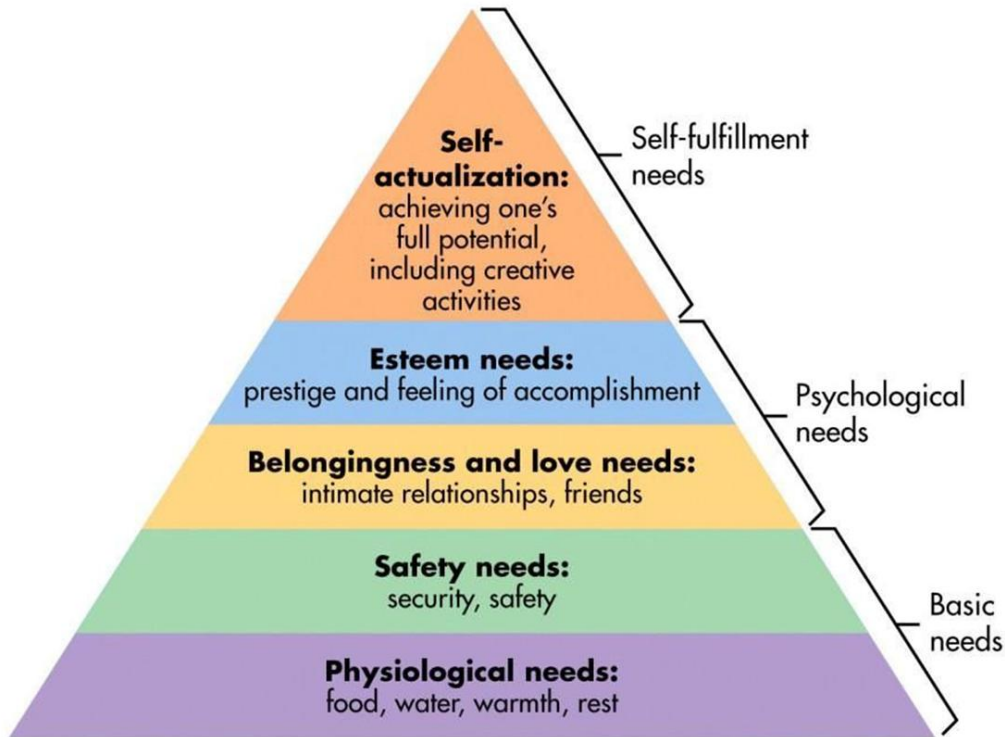 Self-
actualization:
achieving one's
full potential,
including creative
activities
Self-fulfillment
needs
Esteem needs:
prestige and feeling of accomplishment
Psychological
needs
Belongingness and love needs:
intimate relationships, friends
Safety needs:
security, safety
Basic
needs
Physiological needs:
food, water, warmth, rest